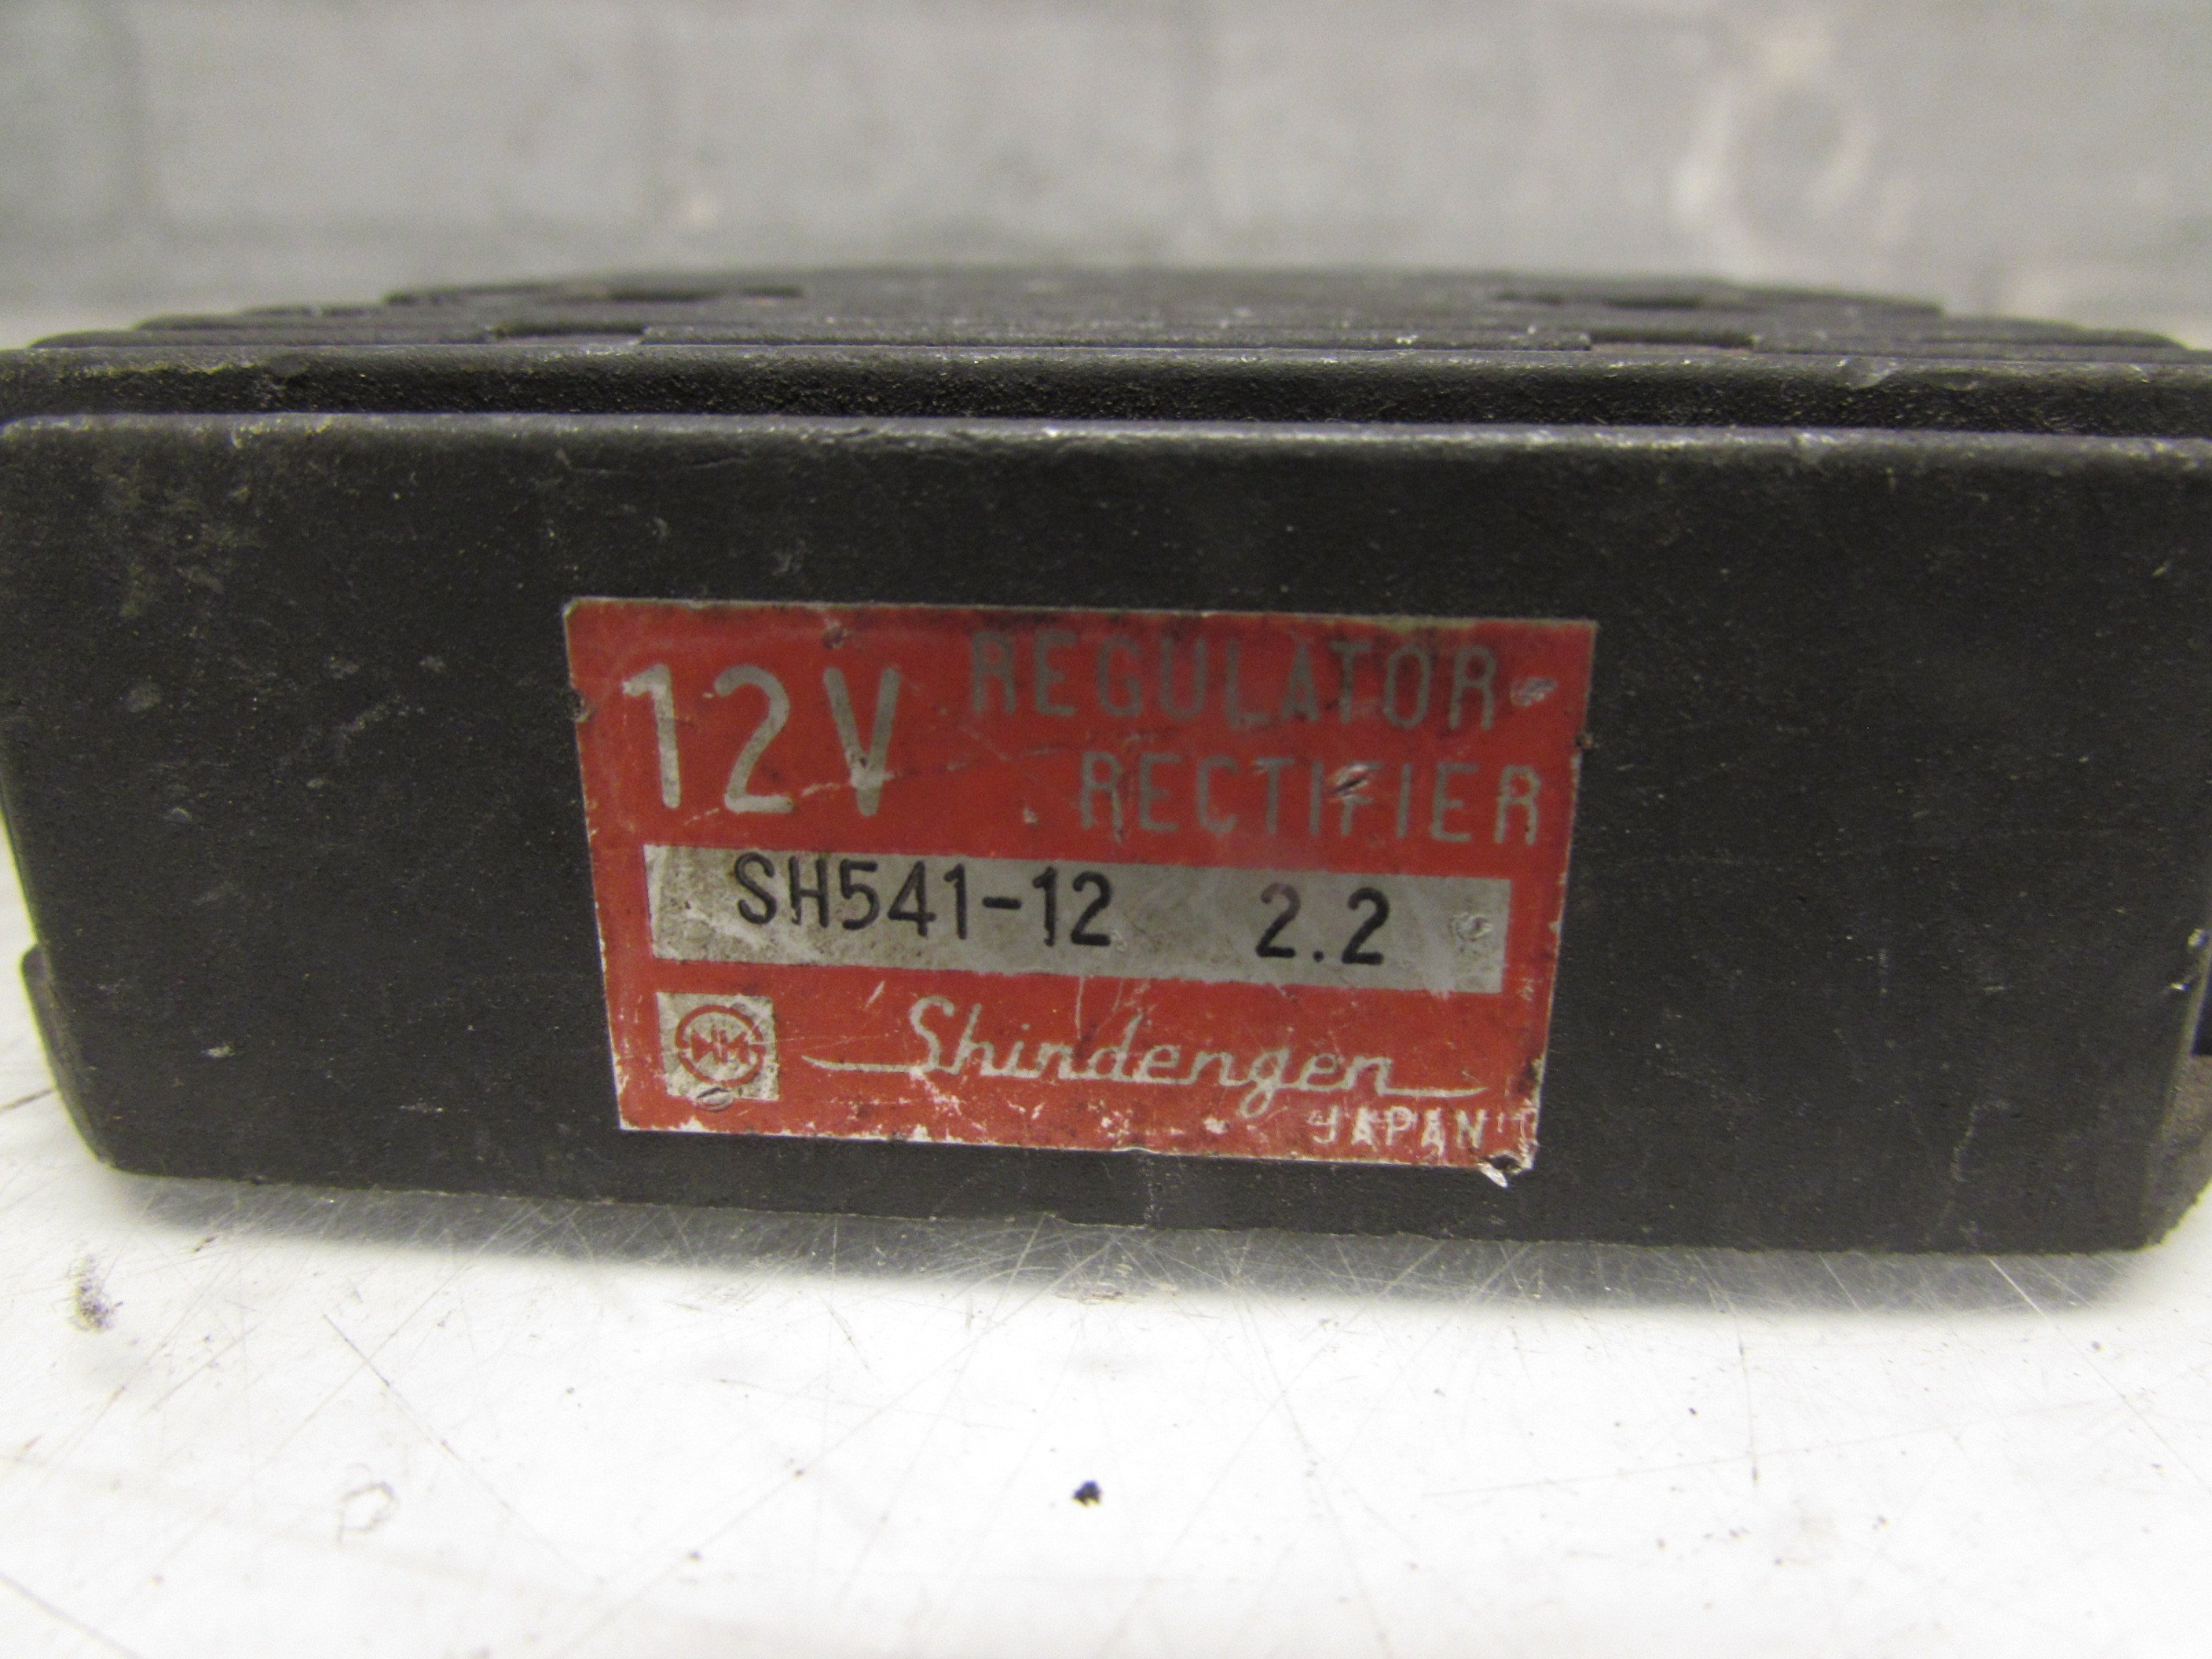 12V REGULATOR
RECTIFIER
SH541-12 2.2
Shindengen
JAPAN